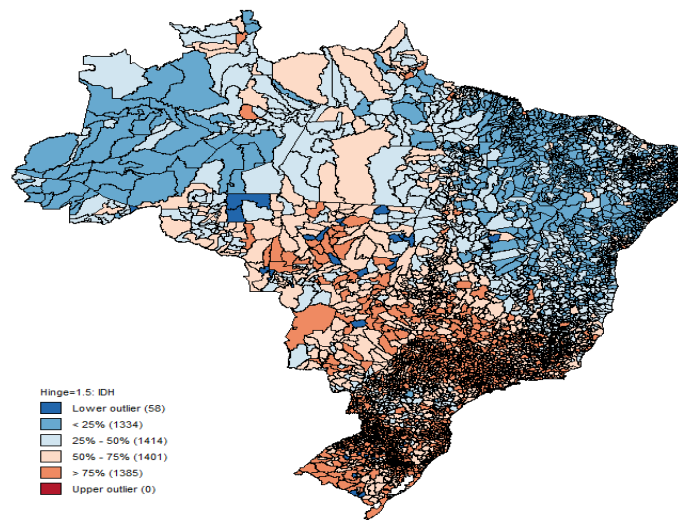 Hinge=1.5: IDH
Lower outlier (58)
< 25% (1334)
25% - 50% (1414)
50% - 75% (1401)
> 75% (1385)
Upper outlier (0)